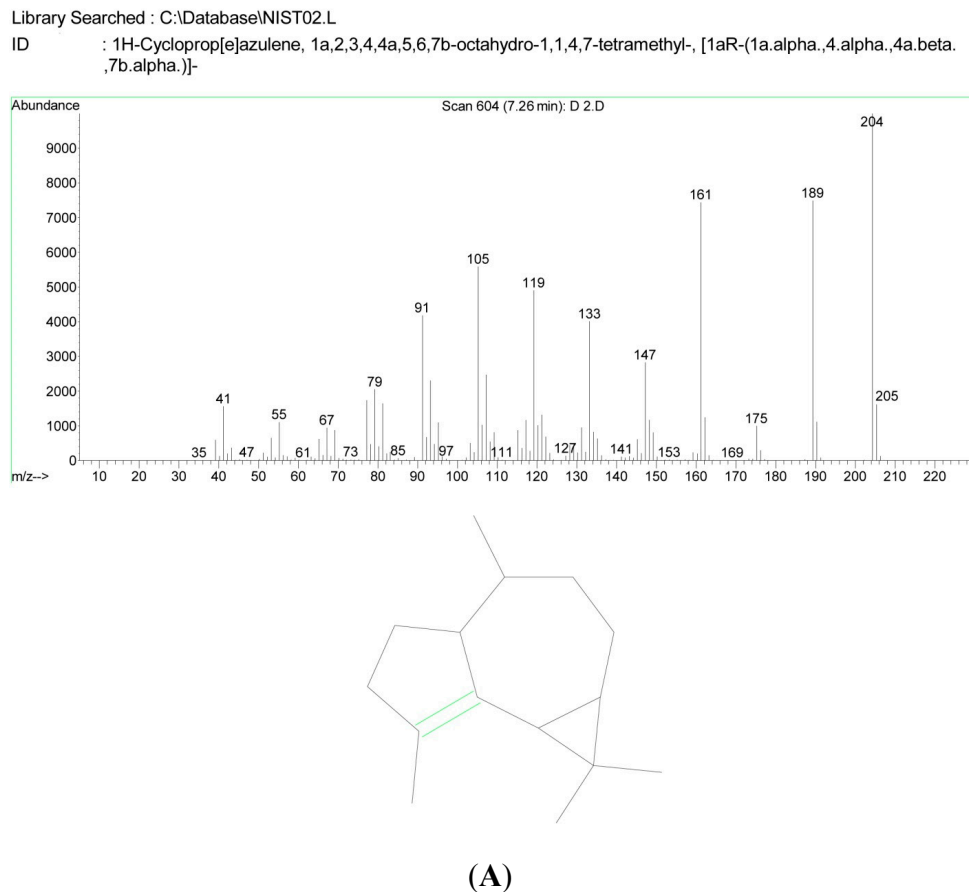 Library Searched : C:\Database\NIST02.L
ID : 1H-Cycloprop[e]azulene, 1a,2,3,4,4a,5,6,7b-octahydro-1,1,4,7-tetramethyl-, [1aR-(1a.alpha.,4.alpha.,4a.beta.
,7b.alpha.)]-
Abundance Scan 604 (7.26 min): D 2.D
204
9000
8000
161 189
7000
6000
105
5000 119
91
4000 133
3000 147
2000 79
41 205
1000 55 67 175
35 47 61 73 85 97 111 127 141 153 169
0
m/z--> 10 20 30 40 50 60 70 80 90 100 110 120 130 140 150 160 170 180 190 200 210 220
(A)